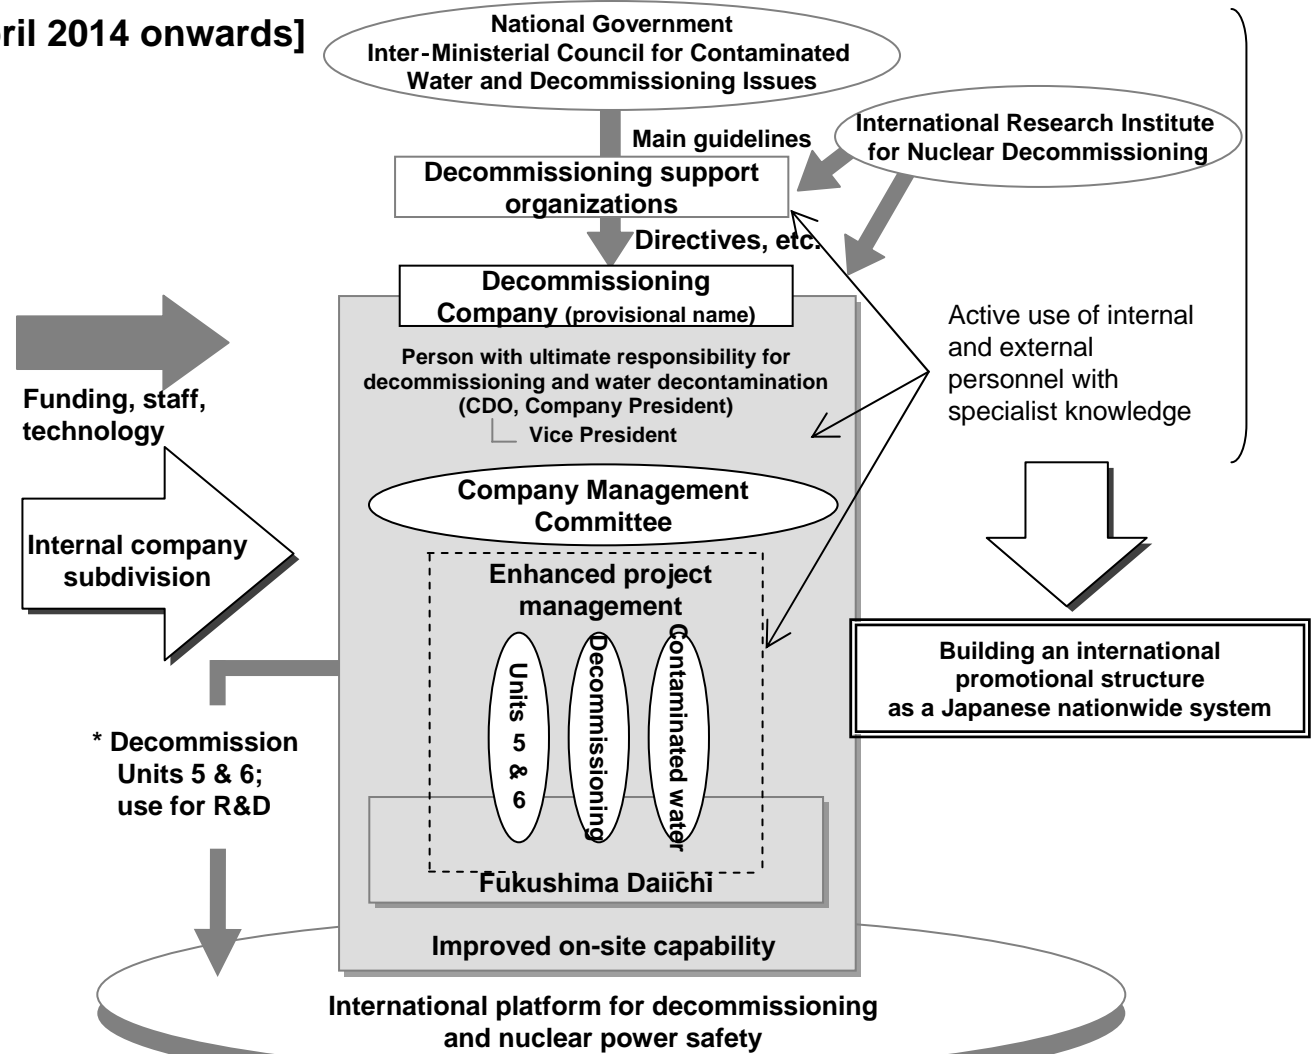 ril 2014 onwards]
National Government
Inter-Ministerial Council for Contaminated
Water and Decommissioning Issues
International Research Institute
for Nuclear Decommissioning
Main guidelines
Decommissioning support
organizations
Directives, etc.
Decommissioning
Company (provisional name)
Person with ultimate responsibility for
decommissioning and water decontamination
(CDO, Company President)
Vice President
Active use of internal
and external
personnel with
specialist knowledge
Funding, staff,
technology
Internal company
subdivision
Company Management
Committee
Enhanced project
management
Units 5 & 6
Decommissioning
Contaminated water
Building an international
promotional structure
as a Japanese nationwide system
* Decommission
Units 5 & 6;
use for R&D
Fukushima Daiichi
Improved on-site capability
International platform for decommissioning
and nuclear power safety